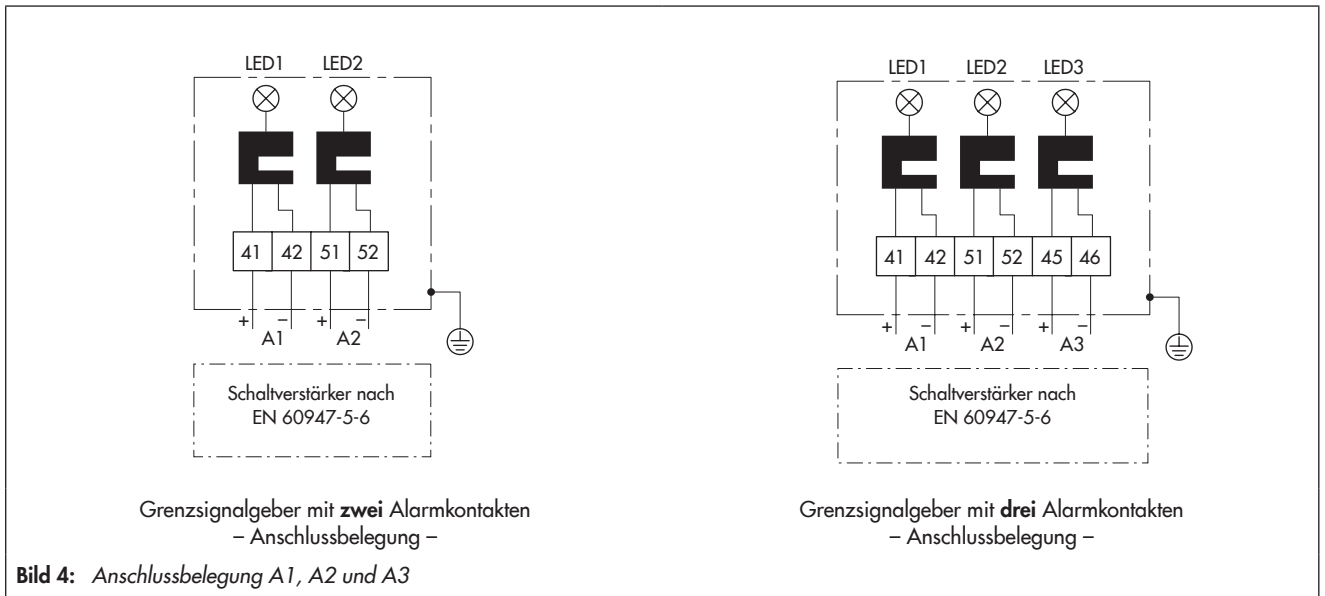 LED1 LED2
41 42 51 52
+ – + –
A1 A2
Schaltverstärker nach
EN 60947-5-6
Grenzsignalgeber mit zwei Alarmkontakten
– Anschlussbelegung –
LED1 LED2 LED3
41 42 51 52 45 46
+ – + – + –
A1 A2 A3
Schaltverstärker nach
EN 60947-5-6
Grenzsignalgeber mit drei Alarmkontakten
– Anschlussbelegung –
Bild 4: Anschlussbelegung A1, A2 und A3